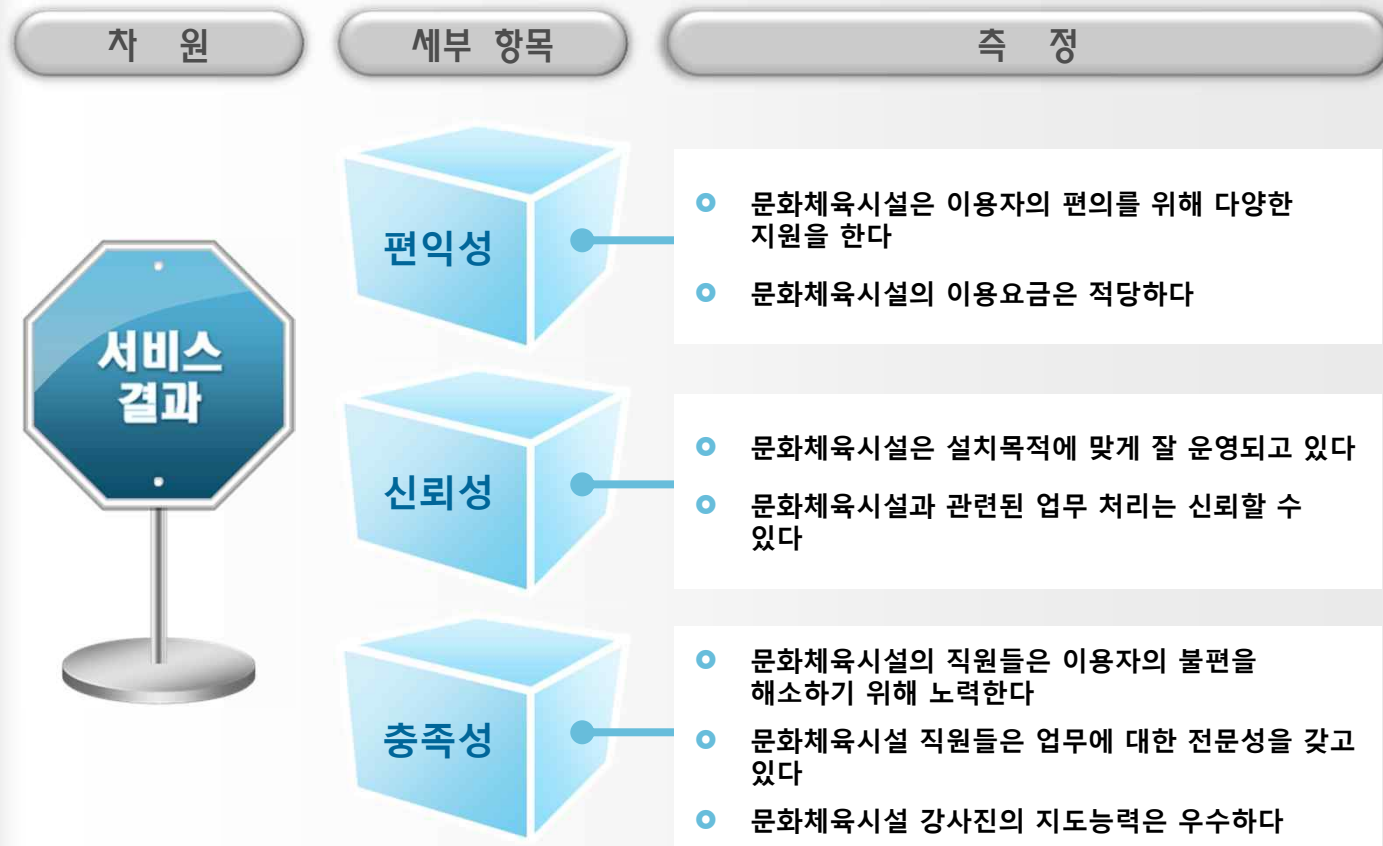 차 원
세부 항목
측 정
서비스
결과
편익성
문화체육시설은 이용자의 편의를 위해 다양한
지원을 한다
문화체육시설의 이용요금은 적당하다
신뢰성
문화체육시설은 설치목적에 맞게 잘 운영되고 있다
문화체육시설과 관련된 업무 처리는 신뢰할 수
있다
충족성
문화체육시설의 직원들은 이용자의 불편을
해소하기 위해 노력한다
문화체육시설 직원들은 업무에 대한 전문성을 갖고
있다
문화체육시설 강사진의 지도능력은 우수하다